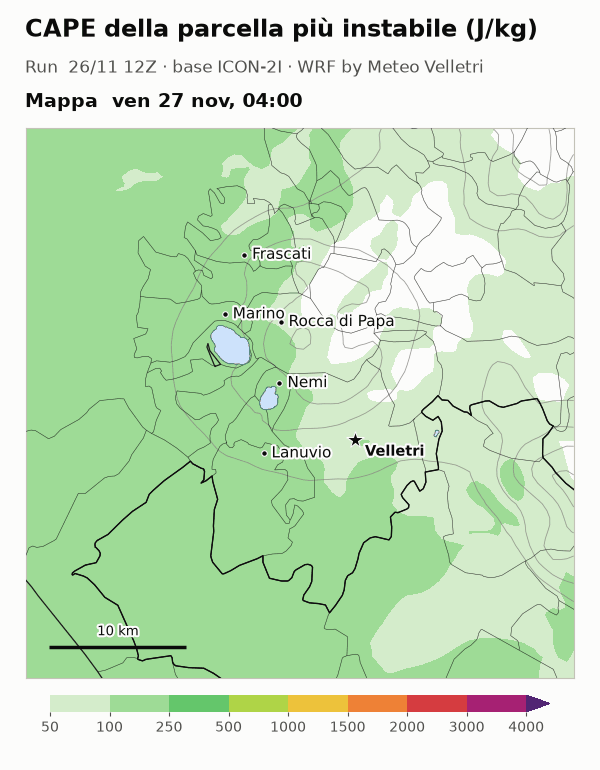 CAPE della parcella più instabile (J/kg)
Run  26/11 12Z · base ICON-2I · WRF by Meteo Velletri
Mappa  ven 27 nov, 04:00
Frascati
Marino
Rocca di Papa
Nemi
Velletri
Lanuvio
10 km
50 100 250 500 1000 1500 2000 3000 4000